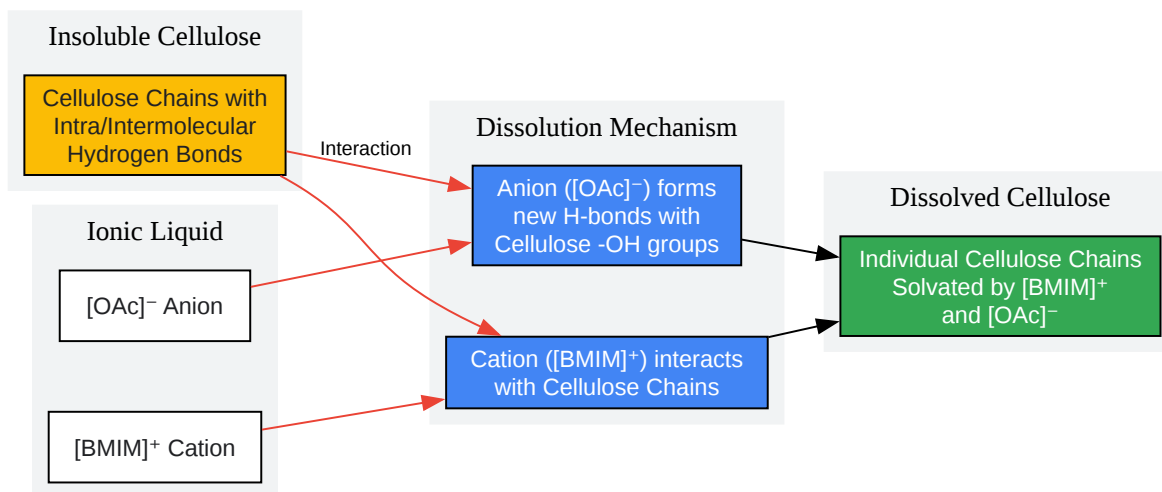 Insoluble Cellulose
Cellulose Chains with
Intra/Intermolecular
Hydrogen Bonds
Interaction
Ionic Liquid
[OAc]⁻ Anion
[BMIM]⁺ Cation
Dissolution Mechanism
Anion ([OAc]⁻) forms
new H-bonds with
Cellulose -OH groups
Cation ([BMIM]⁺) interacts
with Cellulose Chains
Dissolved Cellulose
Individual Cellulose Chains
Solvated by [BMIM]⁺
and [OAc]⁻